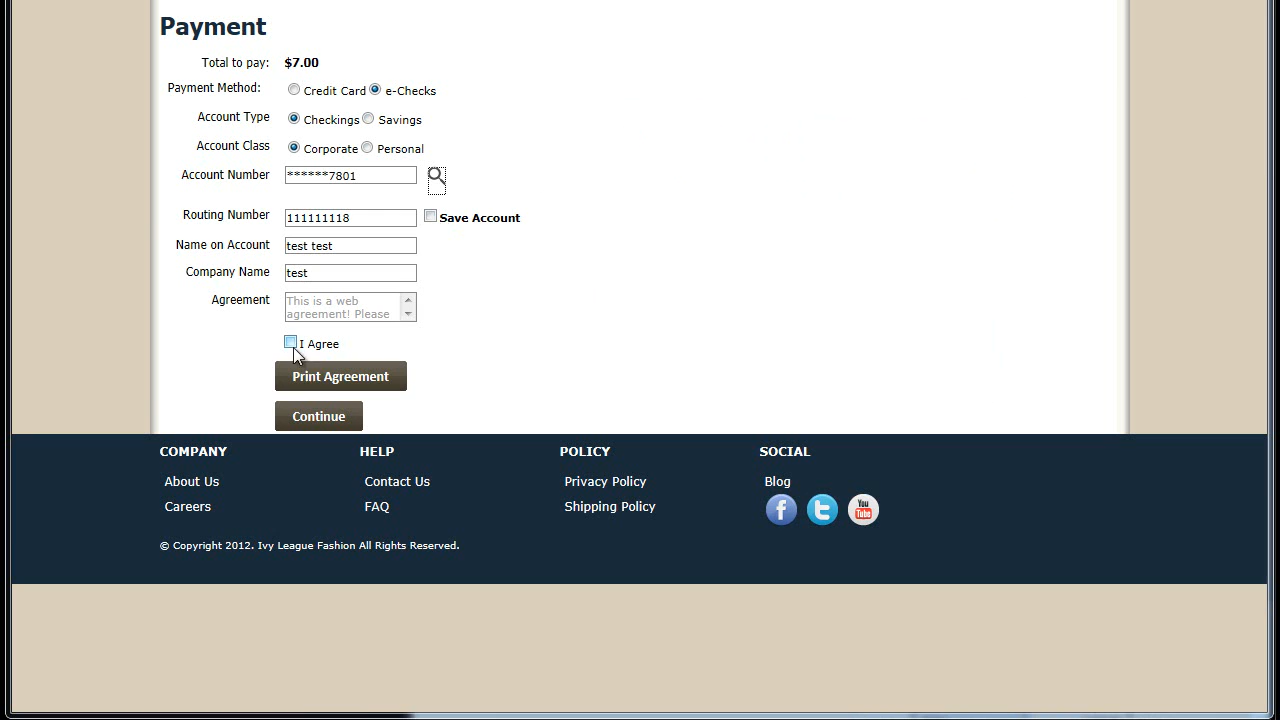 Payment
Total to pay: $7.00
Payment Method: Credit Card e-Checks
Account Type Checkings Savings
Account Class Corporate Personal
Account Number ******7801
Routing Number 111111118 Save Account
Name on Account test test
Company Name test
Agreement This is a web
agreement! Please
I Agree
Print Agreement
Continue
COMPANY HELP POLICY SOCIAL
About Us Contact Us Privacy Policy Blog
Careers FAQ Shipping Policy f t You Tube
© Copyright 2012. Ivy League Fashion All Rights Reserved.